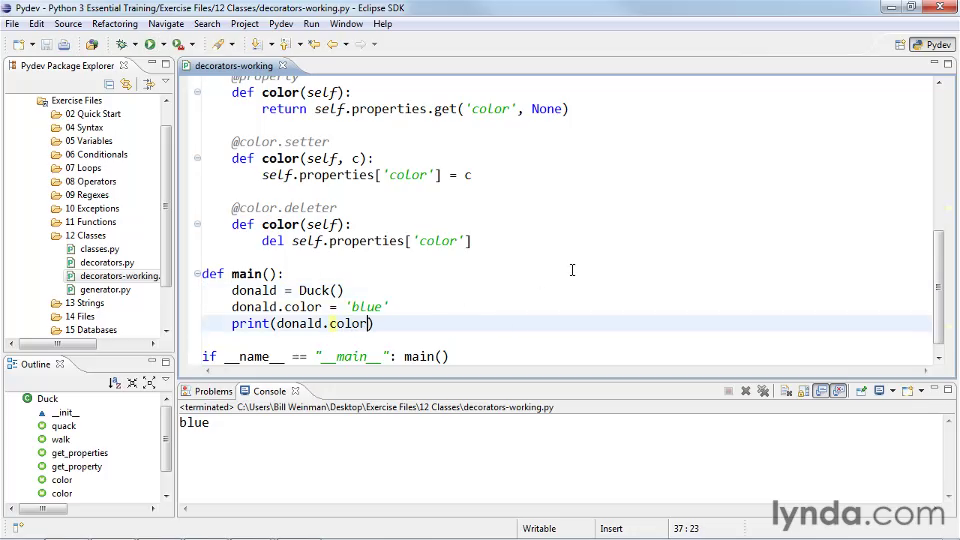 Pydev - Python 3 Essential Training/Exercise Files/12 Classes/decorators-working.py - Eclipse SDK
File Edit Source Refactoring Navigate Search Project Pydev Run Window Help
Pydev
Pydev Package Explorer
Exercise Files
02 Quick Start
04 Syntax
05 Variables
06 Conditionals
07 Loops
08 Operators
09 Regexes
10 Exceptions
11 Functions
12 Classes
classes.py
decorators.py
decorators-working.
generator.py
13 Strings
14 Files
15 Databases
Outline
Duck
__init__
quack
walk
get_properties
get_property
color
color
decorators-working
@property
def color(self):
return self.properties.get('color', None)
@color.setter
def color(self, c):
self.properties['color'] = c
@color.deleter
def color(self):
del self.properties['color']
def main():
donald = Duck()
donald.color = 'blue'
print(donald.color)
if __name__ == "__main__": main()
Problems Console
<terminated> C:\Users\Bill Weinman\Desktop\Exercise Files\12 Classes\decorators-working.py
blue
Writable Insert 37 : 23
lynda.com